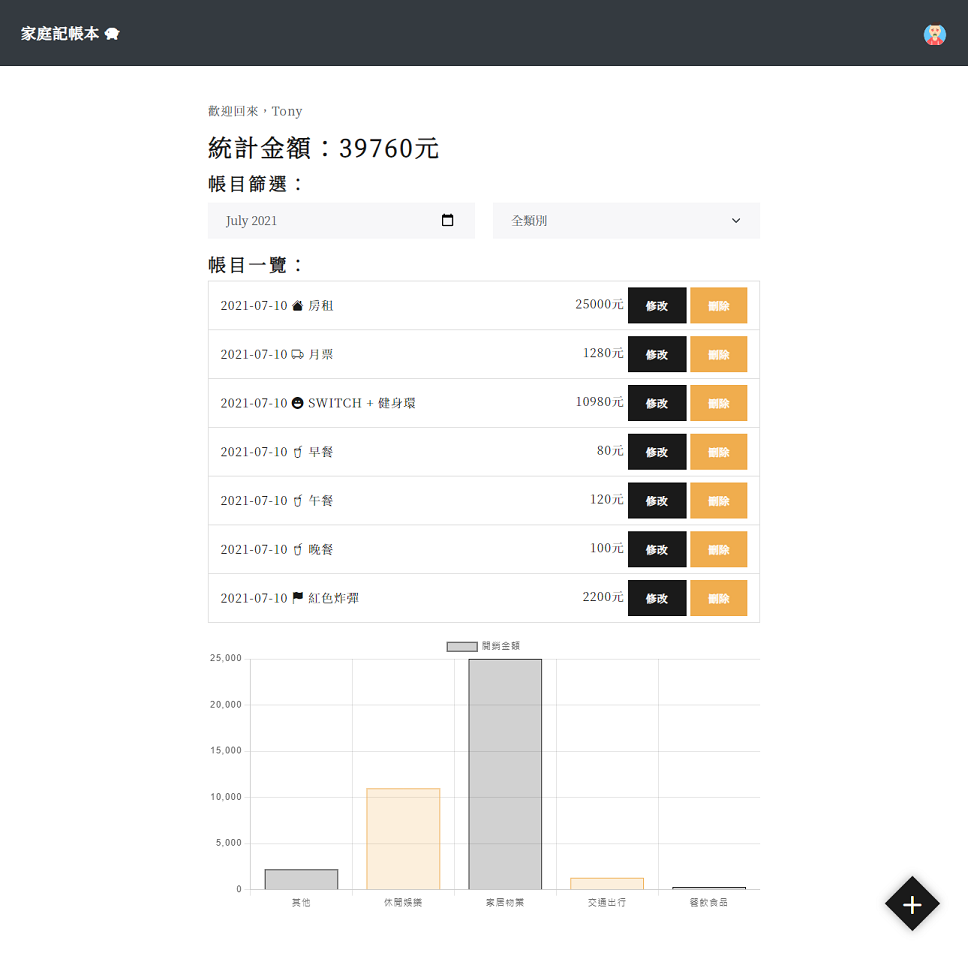 家庭記帳本
歡迎回來，Tony
統計金額：39760元
帳目篩選：
July 2021
全類別
帳目一覽：
2021-07-10 房租 25000元 修改 刪除
2021-07-10 月票 1280元 修改 刪除
2021-07-10 SWITCH + 健身環 10980元 修改 刪除
2021-07-10 早餐 80元 修改 刪除
2021-07-10 午餐 120元 修改 刪除
2021-07-10 晚餐 100元 修改 刪除
2021-07-10 紅色炸彈 2200元 修改 刪除
開銷金額
25,000
20,000
15,000
10,000
5,000
0
其他 休閒娛樂 家居物業 交通出行 餐飲食品